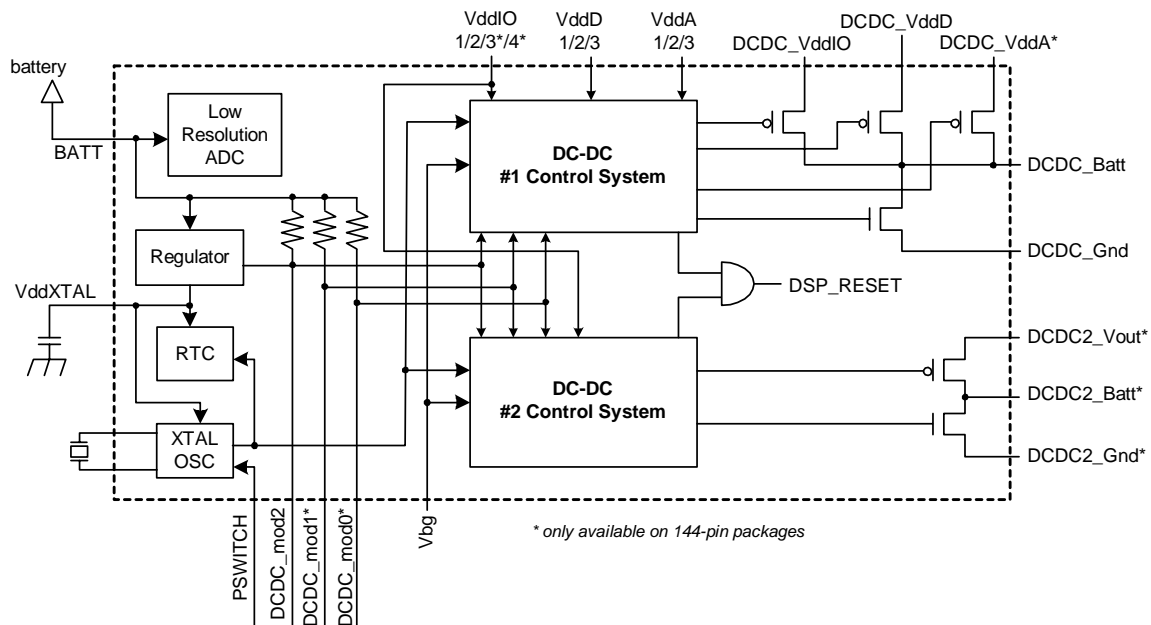 VddIO
1/2/3*/4*
VddD
1/2/3
VddA
1/2/3
DCDC_VddIO
DCDC_VddD
DCDC_VddA*
battery
BATT
Low
Resolution
ADC
DC-DC
#1 Control System
DCDC_Batt
Regulator
DCDC_Gnd
VddXTAL
DSP_RESET
RTC
DC-DC
#2 Control System
DCDC2_Vout*
DCDC2_Batt*
DCDC2_Gnd*
XTAL
OSC
PSWITCH
DCDC_mod2
DCDC_mod1*
DCDC_mod0*
Vbg
* only available on 144-pin packages